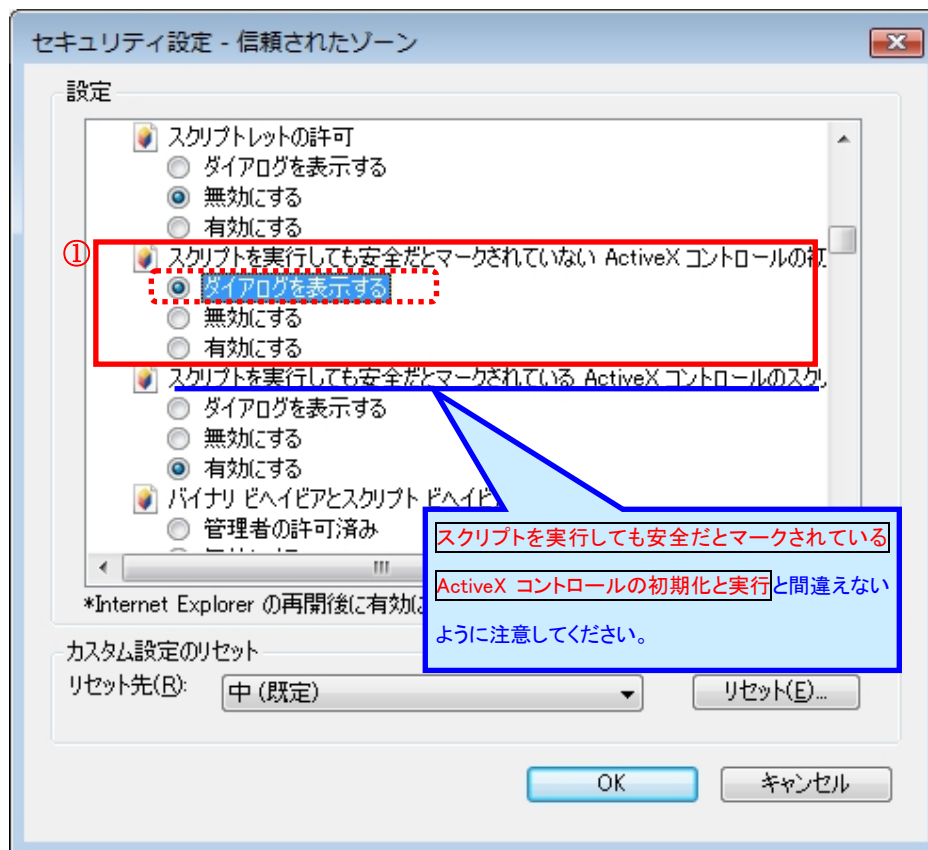 セキュリティ設定 - 信頼されたゾーン
設定
スクリプトレットの許可
ダイアログを表示する
無効にする
有効にする
①
スクリプトを実行しても安全だとマークされていない ActiveX コントロールの初
ダイアログを表示する
無効にする
有効にする
スクリプトを実行しても安全だとマークされている ActiveX コントロールのスクリ
ダイアログを表示する
無効にする
有効にする
バイナリ ビヘイビアとスクリプト ビヘイビ
管理者の許可済み
スクリプトを実行しても安全だとマークされている
ActiveX コントロールの初期化と実行と間違えない
ように注意してください。
*Internet Explorer の再開後に有効に
カスタム設定のリセット
リセット先(R):
中 (既定)
リセット(E)...
OK
キャンセル